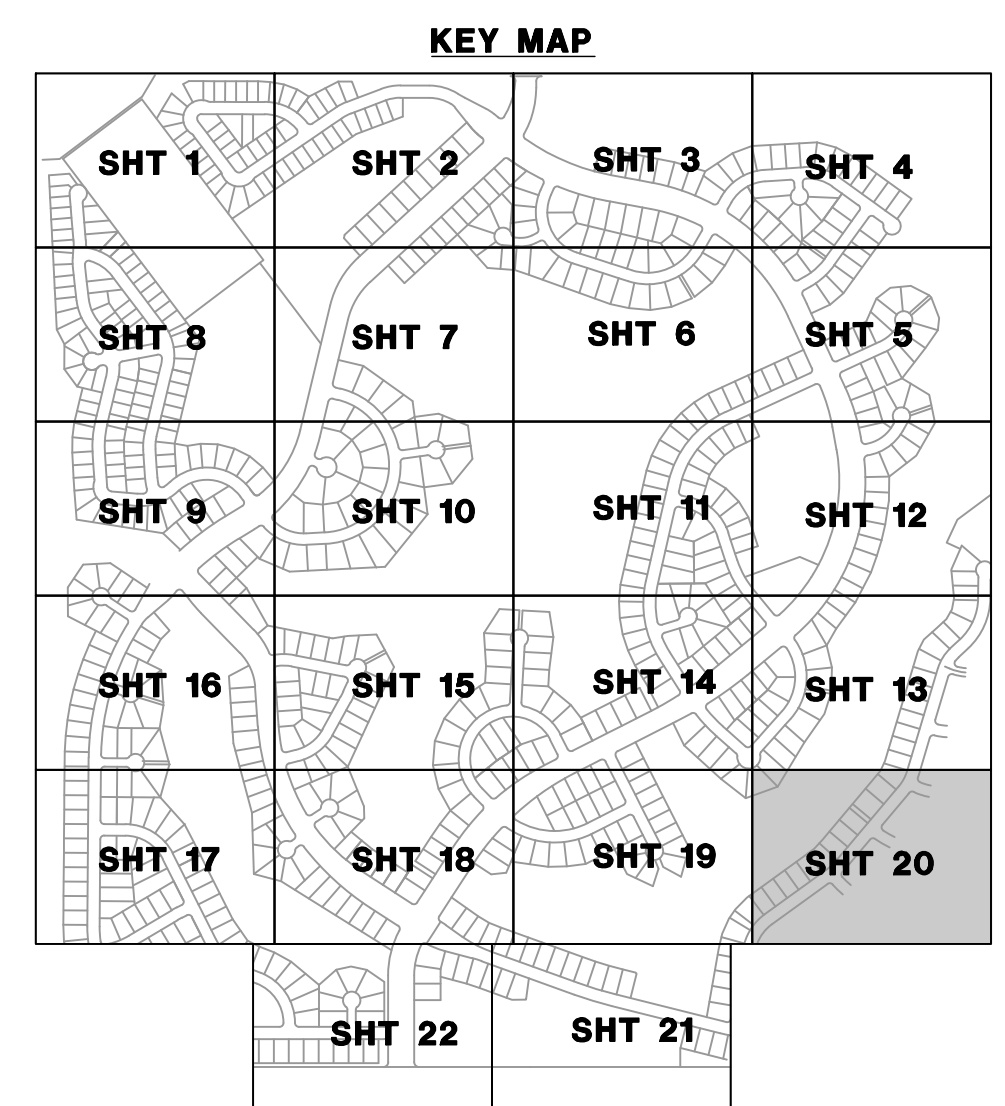 KEY MAP
SHT 1 SHT 2 SHT 3 SHT 4
SHT 8 SHT 7 SHT 6 SHT 5
SHT 9 SHT 10 SHT 11 SHT 12
SHT 16 SHT 15 SHT 14 SHT 13
SHT 17 SHT 18 SHT 19 SHT 20
SHT 22 SHT 21